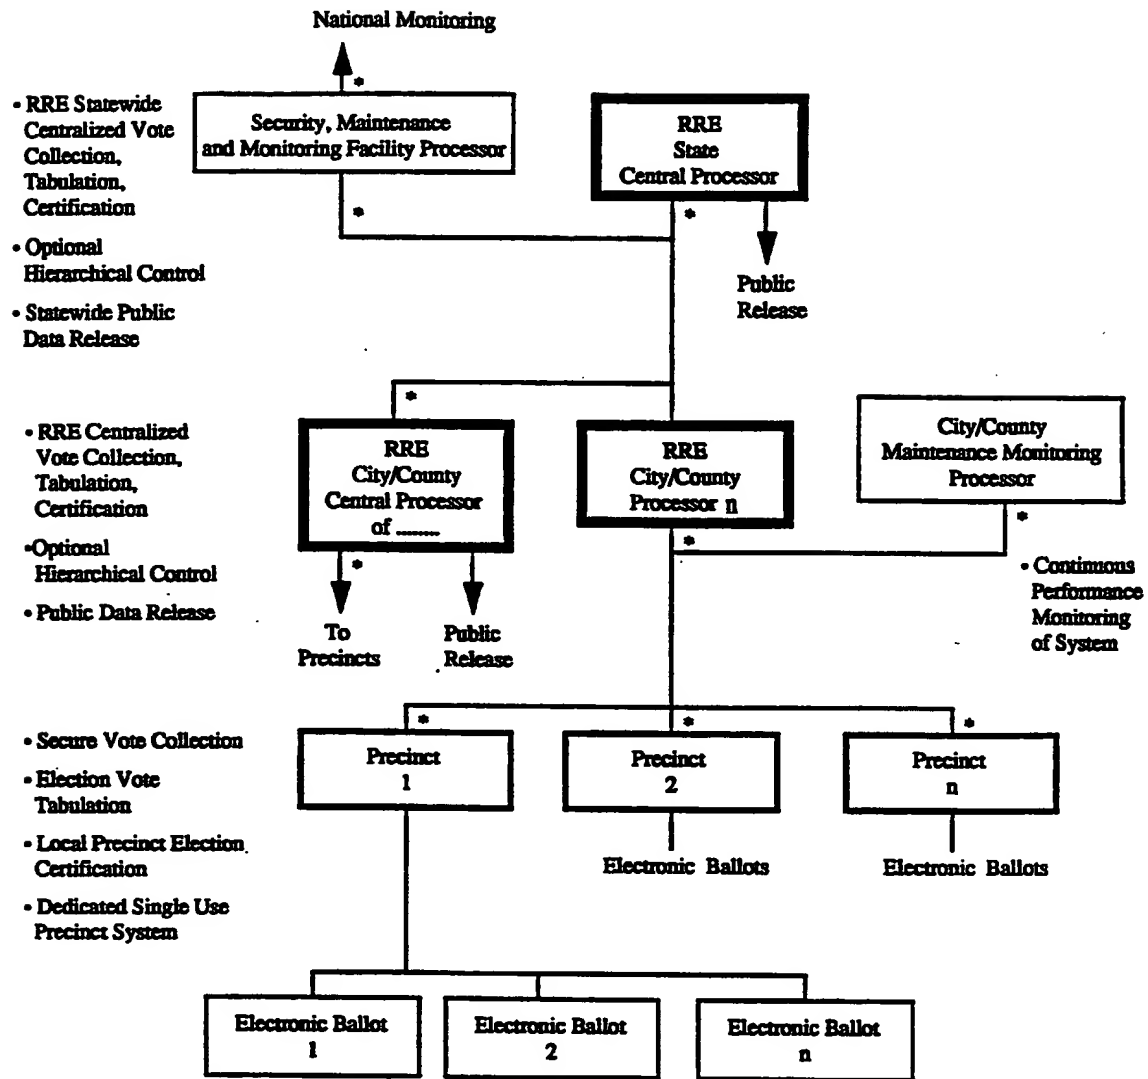 National Monitoring
*
• RRE Statewide
Centralized Vote
Collection,
Tabulation,
Certification
• Optional
Hierarchical Control
• Statewide Public
Data Release
Security, Maintenance
and Monitoring Facility Processor
*
RRE
State
Central Processor
*
Public
Release
• RRE Centralized
Vote Collection,
Tabulation,
Certification
•Optional
Hierarchical Control
• Public Data Release
*
RRE
City/County
Central Processor
of ........
*
To
Precincts
Public
Release
RRE
City/County
Processor n
*
City/County
Maintenance Monitoring
Processor
*
• Continuous
Performance
Monitoring
of System
• Secure Vote Collection
• Election Vote
Tabulation
• Local Precinct Election
Certification
• Dedicated Single Use
Precinct System
*
Precinct
1
*
Precinct
2
*
Precinct
n
Electronic Ballots
Electronic Ballots
Electronic Ballot
1
Electronic Ballot
2
Electronic Ballot
n